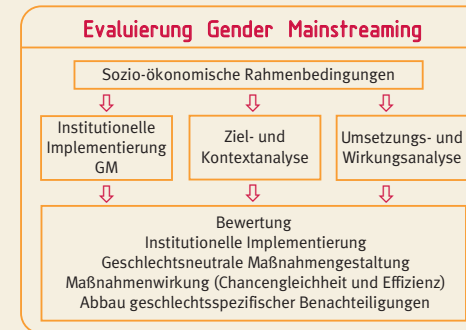 Evaluierung Gender Mainstreaming
Sozio-ökonomische Rahmenbedingungen
Institutionelle
Implementierung
GM
Ziel- und
Kontextanalyse
Umsetzungs- und
Wirkungsanalyse
Bewertung
Institutionelle Implementierung
Geschlechtsneutrale Maßnahmengestaltung
Maßnahmenwirkung (Chancengleichheit und Effizienz)
Abbau geschlechtsspezifischer Benachteiligungen